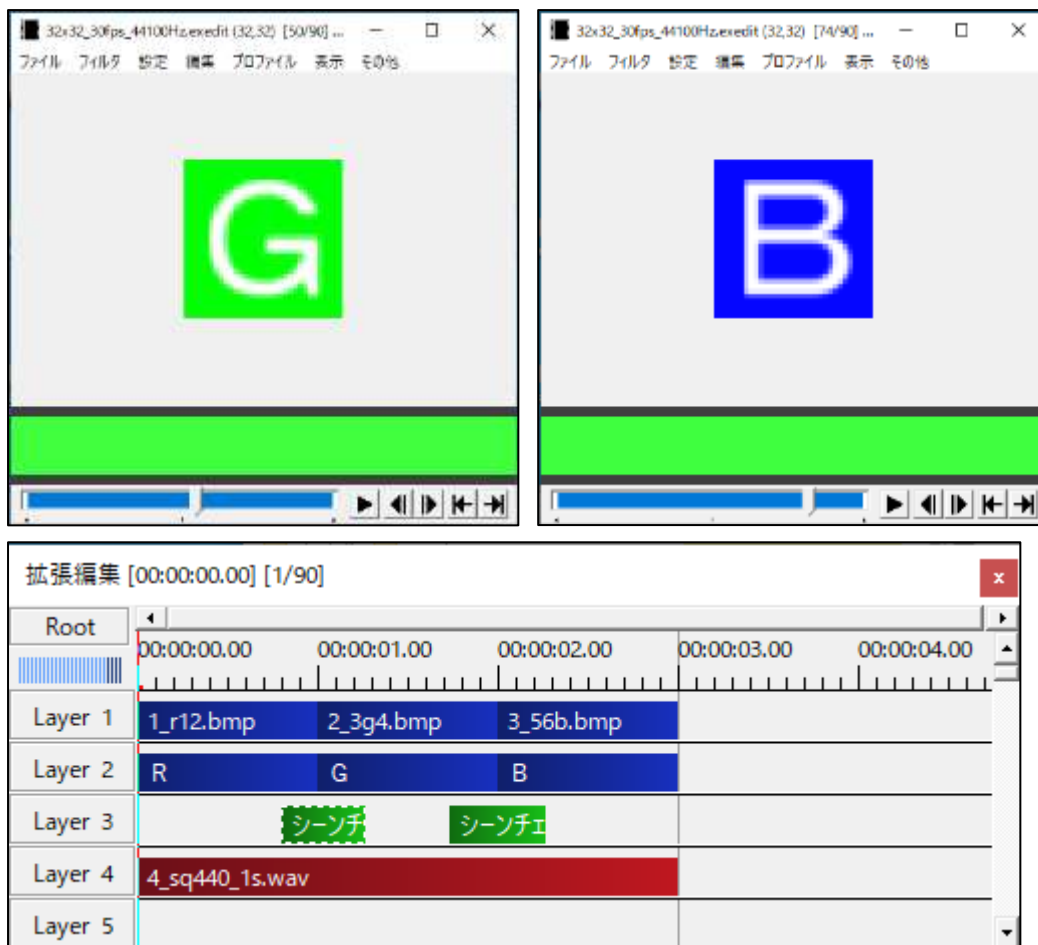 32x32_30fps_44100Hz.exedit (32,32) [50/90] ...
ファイル フィルタ 設定 編集 プロファイル 表示 その他
G
32x32_30fps_44100Hz.exedit (32,32) [74/90] ...
ファイル フィルタ 設定 編集 プロファイル 表示 その他
B
拡張編集 [00:00:00.00] [1/90]
Root
00:00:00.00 00:00:01.00 00:00:02.00 00:00:03.00 00:00:04.00
Layer 1 1_r12.bmp 2_3g4.bmp 3_56b.bmp
Layer 2 R G B
Layer 3 シーンチ シーンチェ
Layer 4 4_sq440_1s.wav
Layer 5